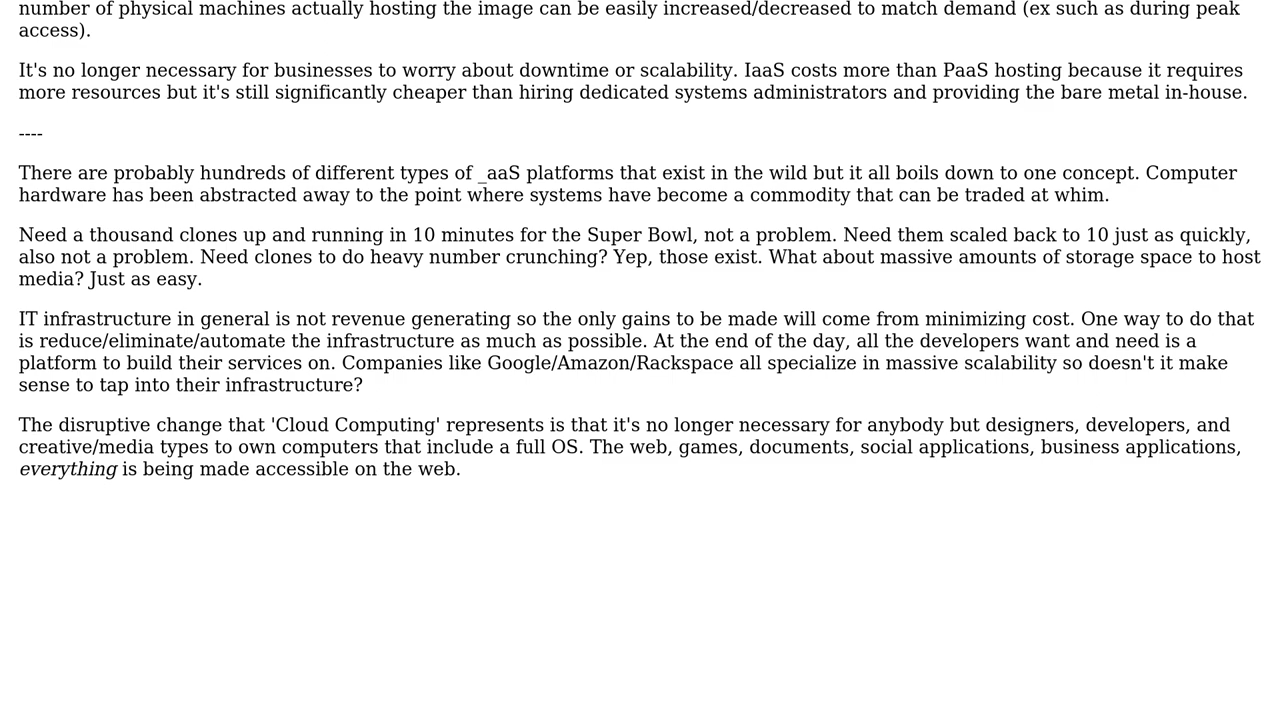 number of physical machines actually hosting the image can be easily increased/decreased to match demand (ex such as during peak
access).
It's no longer necessary for businesses to worry about downtime or scalability. IaaS costs more than PaaS hosting because it requires
more resources but it's still significantly cheaper than hiring dedicated systems administrators and providing the bare metal in-house.
----
There are probably hundreds of different types of _aaS platforms that exist in the wild but it all boils down to one concept. Computer
hardware has been abstracted away to the point where systems have become a commodity that can be traded at whim.
Need a thousand clones up and running in 10 minutes for the Super Bowl, not a problem. Need them scaled back to 10 just as quickly,
also not a problem. Need clones to do heavy number crunching? Yep, those exist. What about massive amounts of storage space to host
media? Just as easy.
IT infrastructure in general is not revenue generating so the only gains to be made will come from minimizing cost. One way to do that
is reduce/eliminate/automate the infrastructure as much as possible. At the end of the day, all the developers want and need is a
platform to build their services on. Companies like Google/Amazon/Rackspace all specialize in massive scalability so doesn't it make
sense to tap into their infrastructure?
The disruptive change that 'Cloud Computing' represents is that it's no longer necessary for anybody but designers, developers, and
creative/media types to own computers that include a full OS. The web, games, documents, social applications, business applications,
everything is being made accessible on the web.